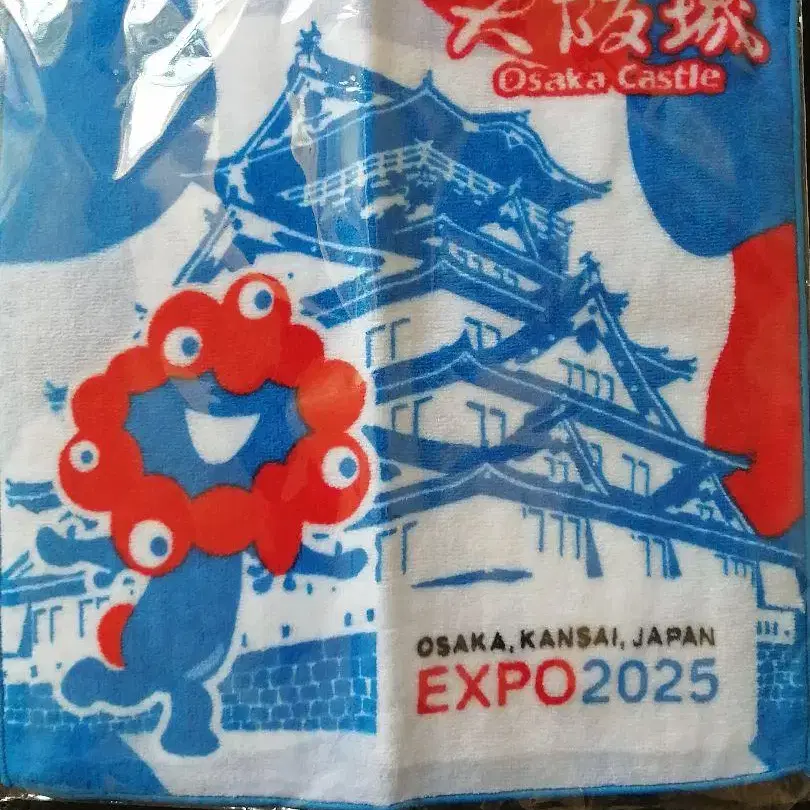 大阪城
Osaka Castle
OSAKA, KANSAI, JAPAN
EXPO2025